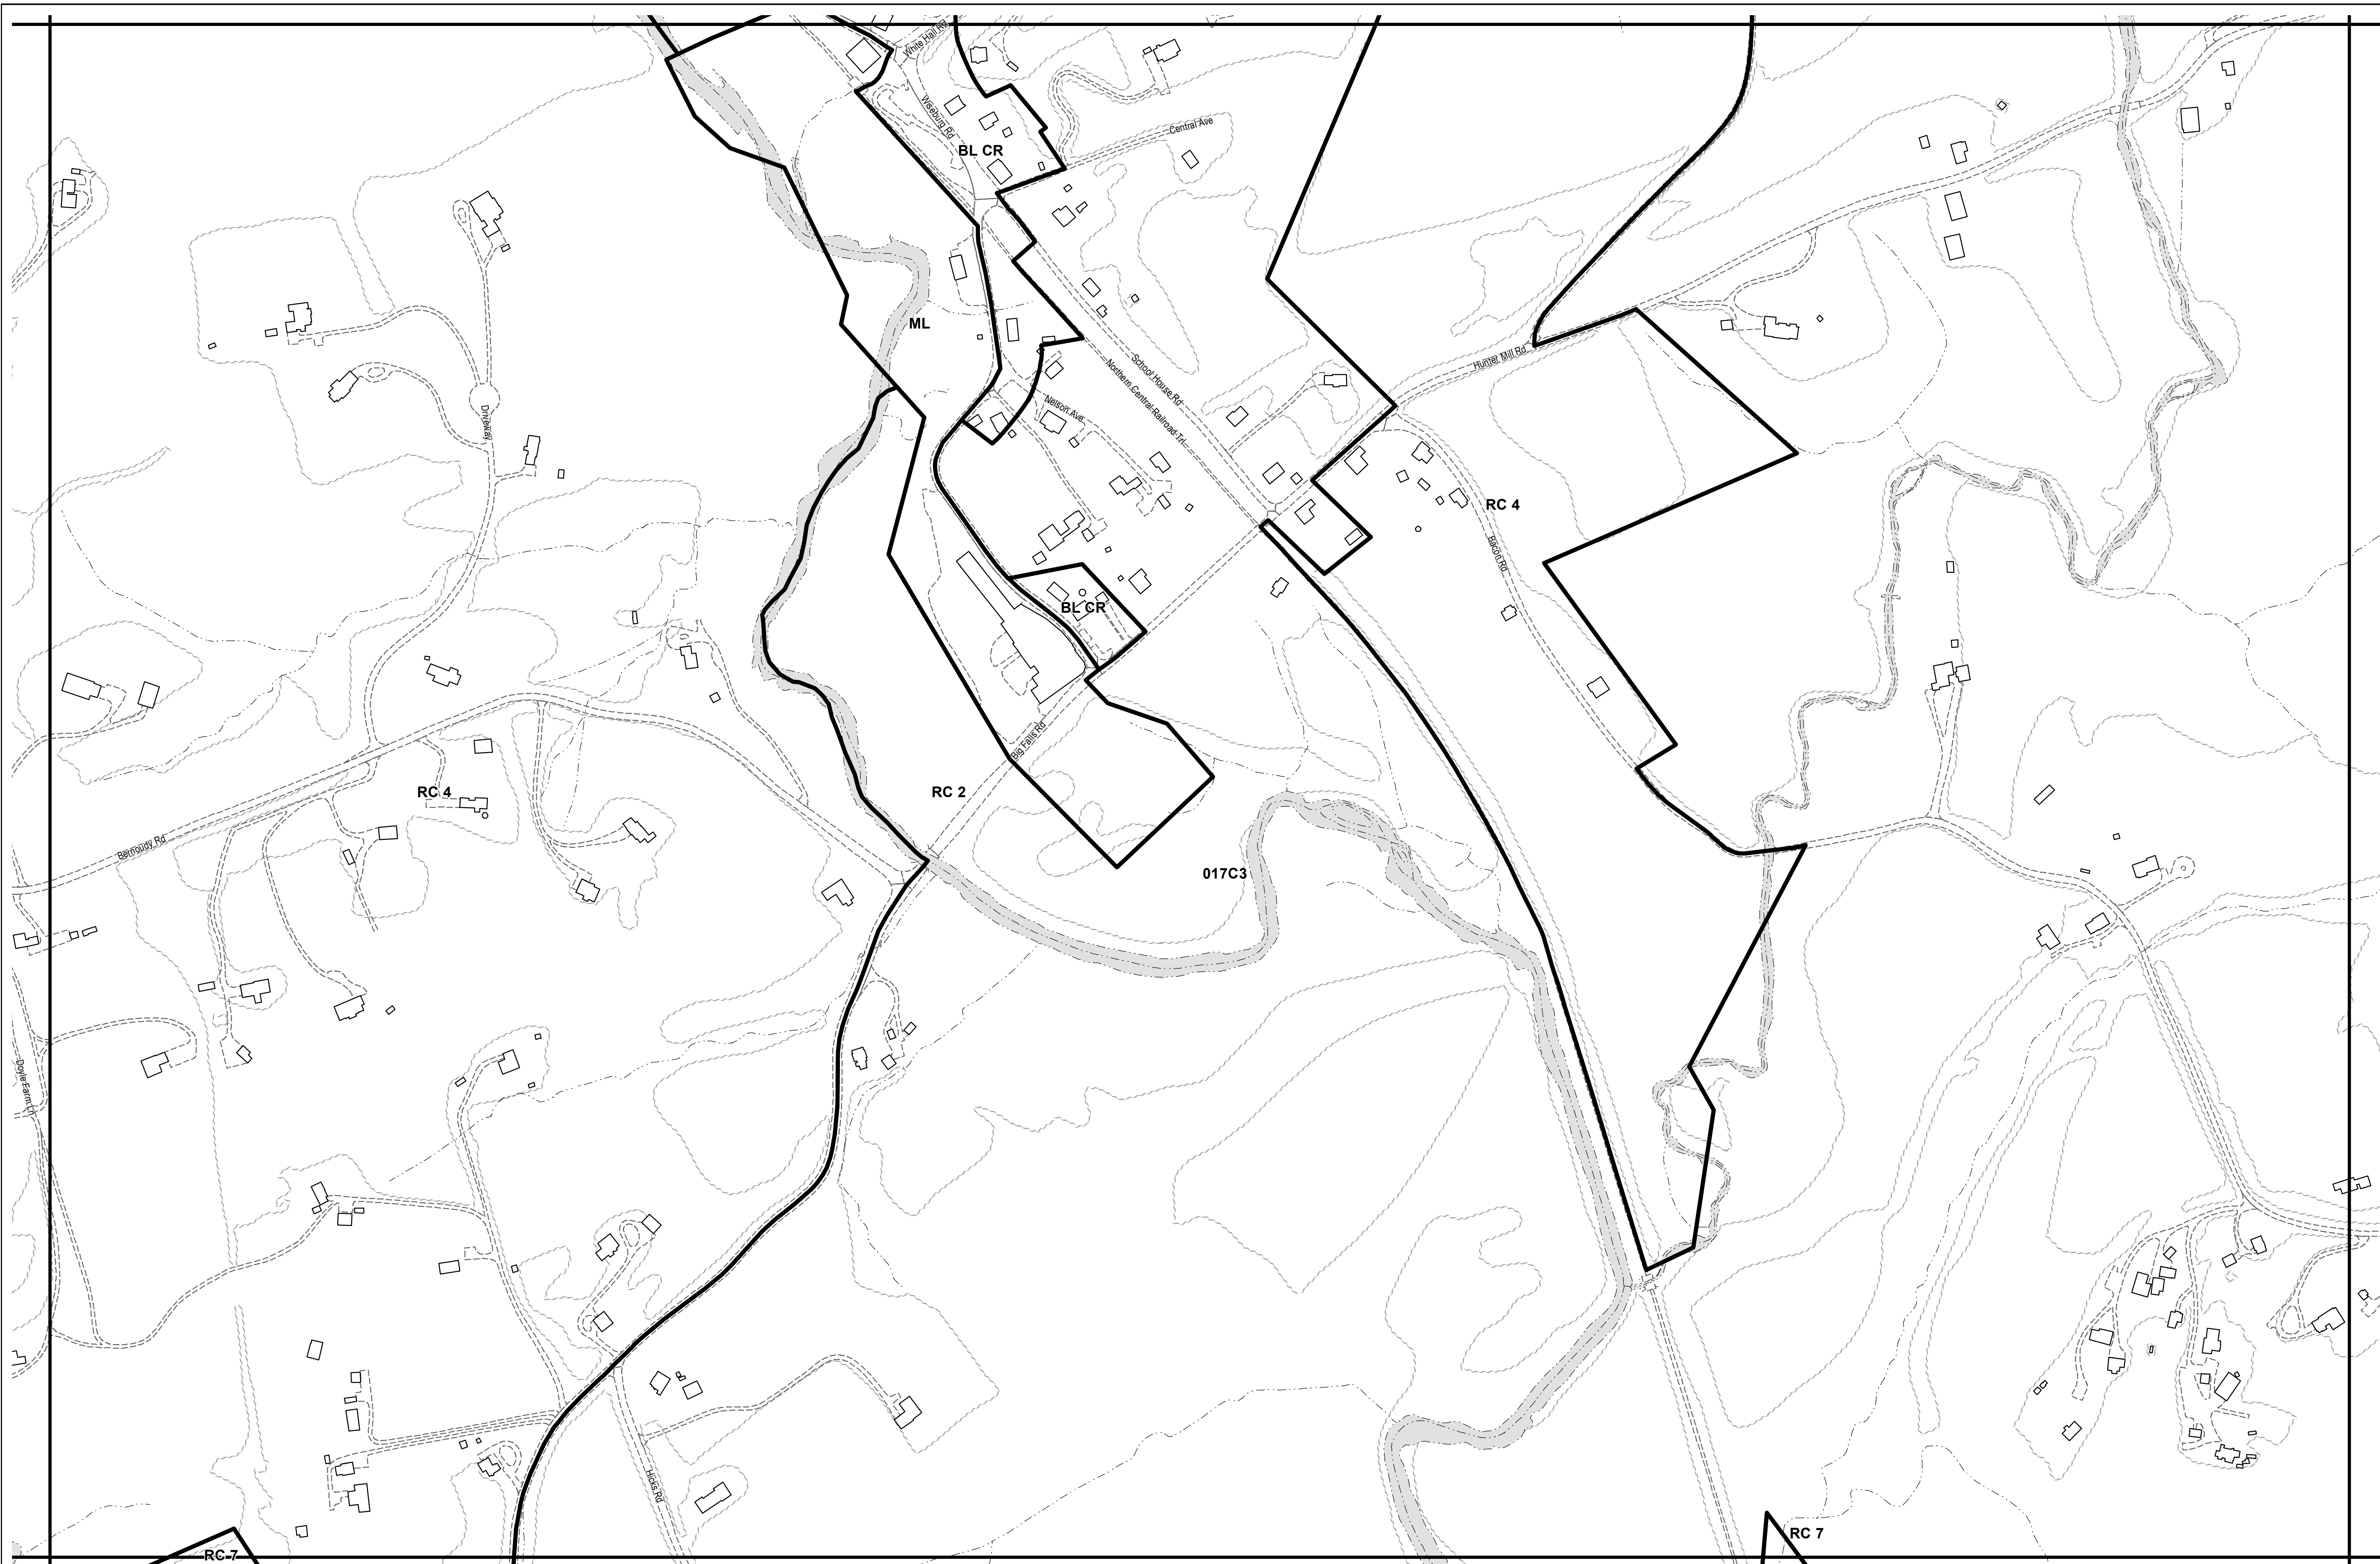 White Hall Rd
Wiseburg Rd
Central Ave
BL CR
ML
School House Rd
Northern Central Railroad Trl
Hunter Mill Rd
Nelson Ave
Driveway
RC 4
Bacon Rd
BL CR
Big Falls Rd
RC 4
RC 2
Bernoudy Rd
017C3
Doyle Farm Ln
Hicks Rd
RC 7
RC 7